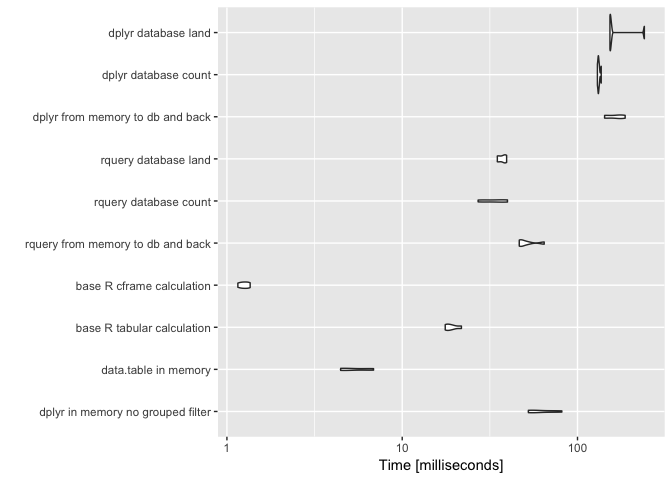 dplyr database land
dplyr database count
dplyr from memory to db and back
rquery database land
rquery database count
rquery from memory to db and back
base R cframe calculation
base R tabular calculation
data.table in memory
dplyr in memory no grouped filter
1 10 100
Time [milliseconds]